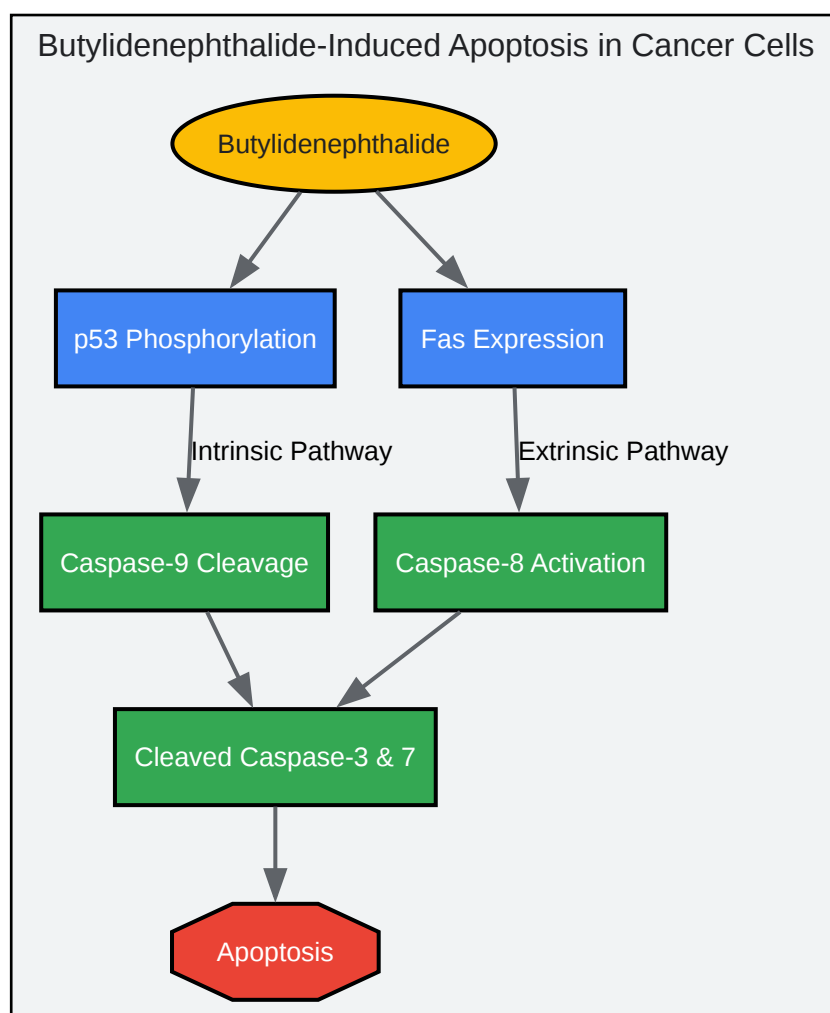 Butylidenephthalide-Induced Apoptosis in Cancer Cells
Butylidenephthalide
p53 Phosphorylation
Fas Expression
Intrinsic Pathway
Extrinsic Pathway
Caspase-9 Cleavage
Caspase-8 Activation
Cleaved Caspase-3 & 7
Apoptosis